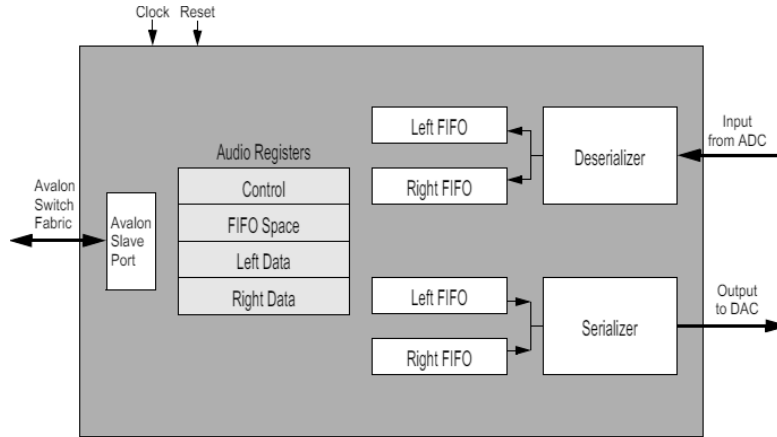 Clock
Reset
Avalon
Switch
Fabric
Avalon
Slave
Port
Audio Registers
Control
FIFO Space
Left Data
Right Data
Left FIFO
Right FIFO
Deserializer
Input
from ADC
Left FIFO
Right FIFO
Serializer
Output
to DAC